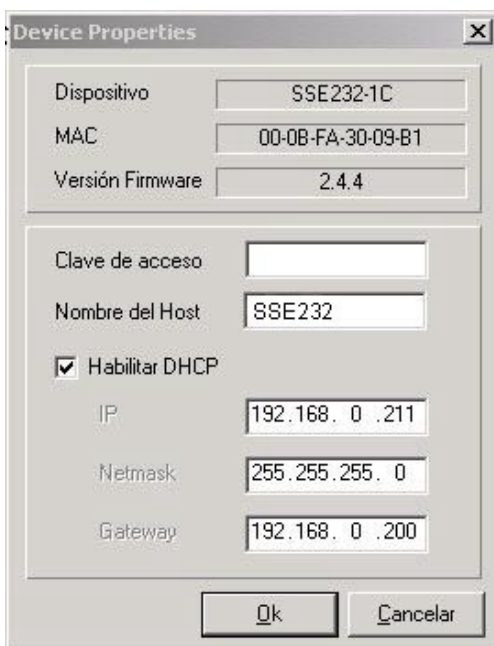 Device Properties
Dispositivo SSE232-1C
MAC 00-0B-FA-30-09-B1
Versión Firmware 2.4.4
Clave de acceso
Nombre del Host SSE232
Habilitar DHCP
IP 192.168. 0 .211
Netmask 255.255.255. 0
Gateway 192.168. 0 .200
Ok Cancelar